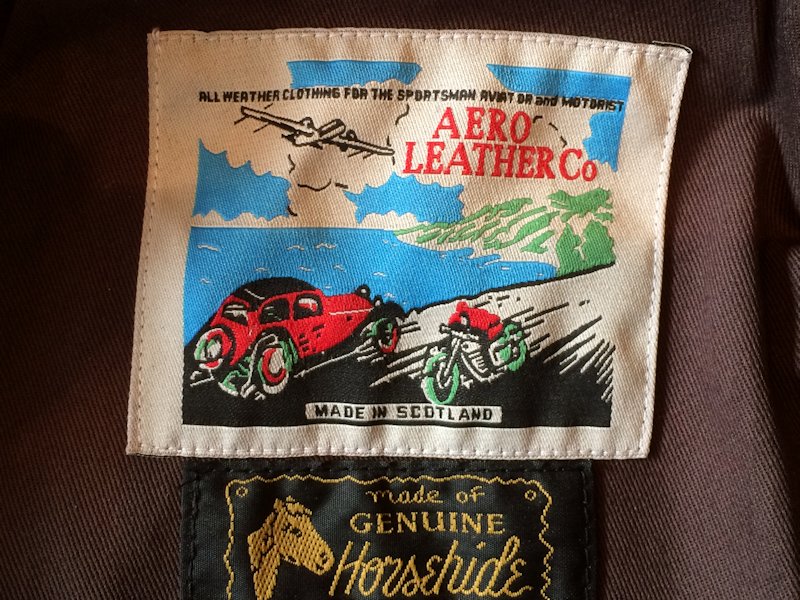 ALL WEATHER CLOTHING FOR THE SPORTSMAN AVIATOR and MOTORIST
AERO
LEATHER Co
MADE IN SCOTLAND
made of
GENUINE
Horsehide